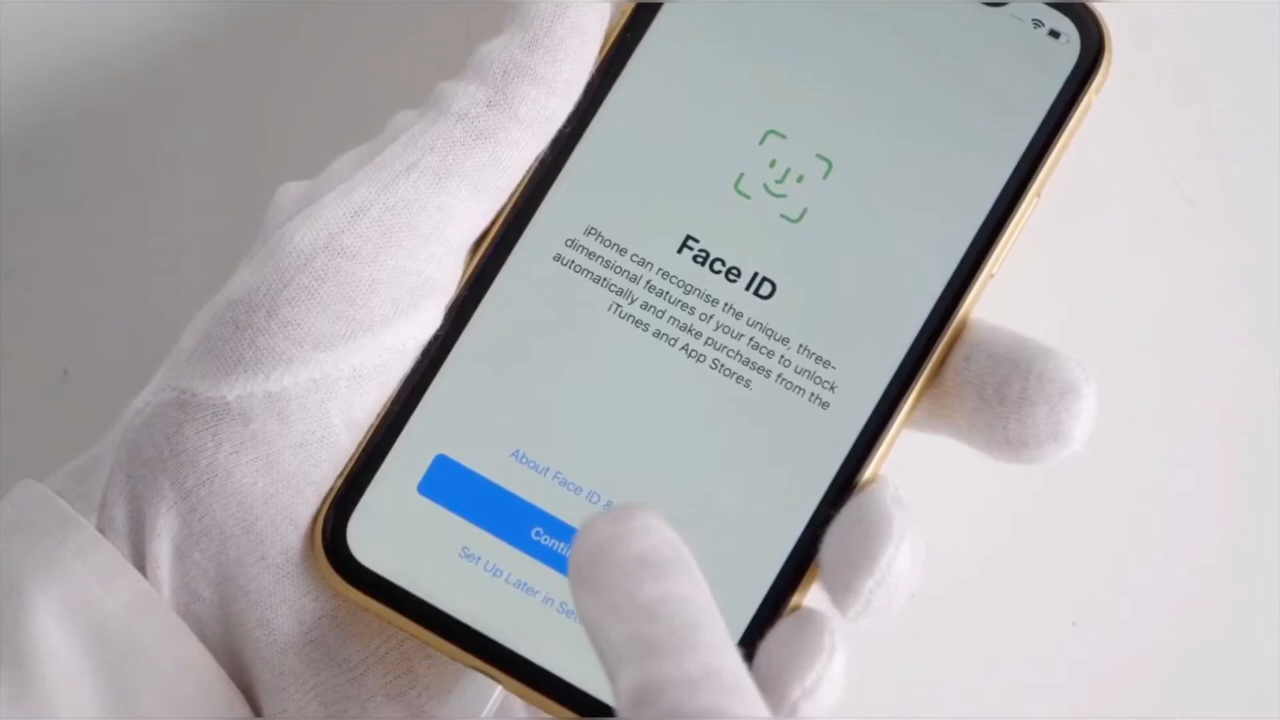 Face ID
iPhone can recognise the unique, three-
dimensional features of your face to unlock
automatically and make purchases from the
iTunes and App Stores.
About Face ID &
Conti
Set Up Later in Set